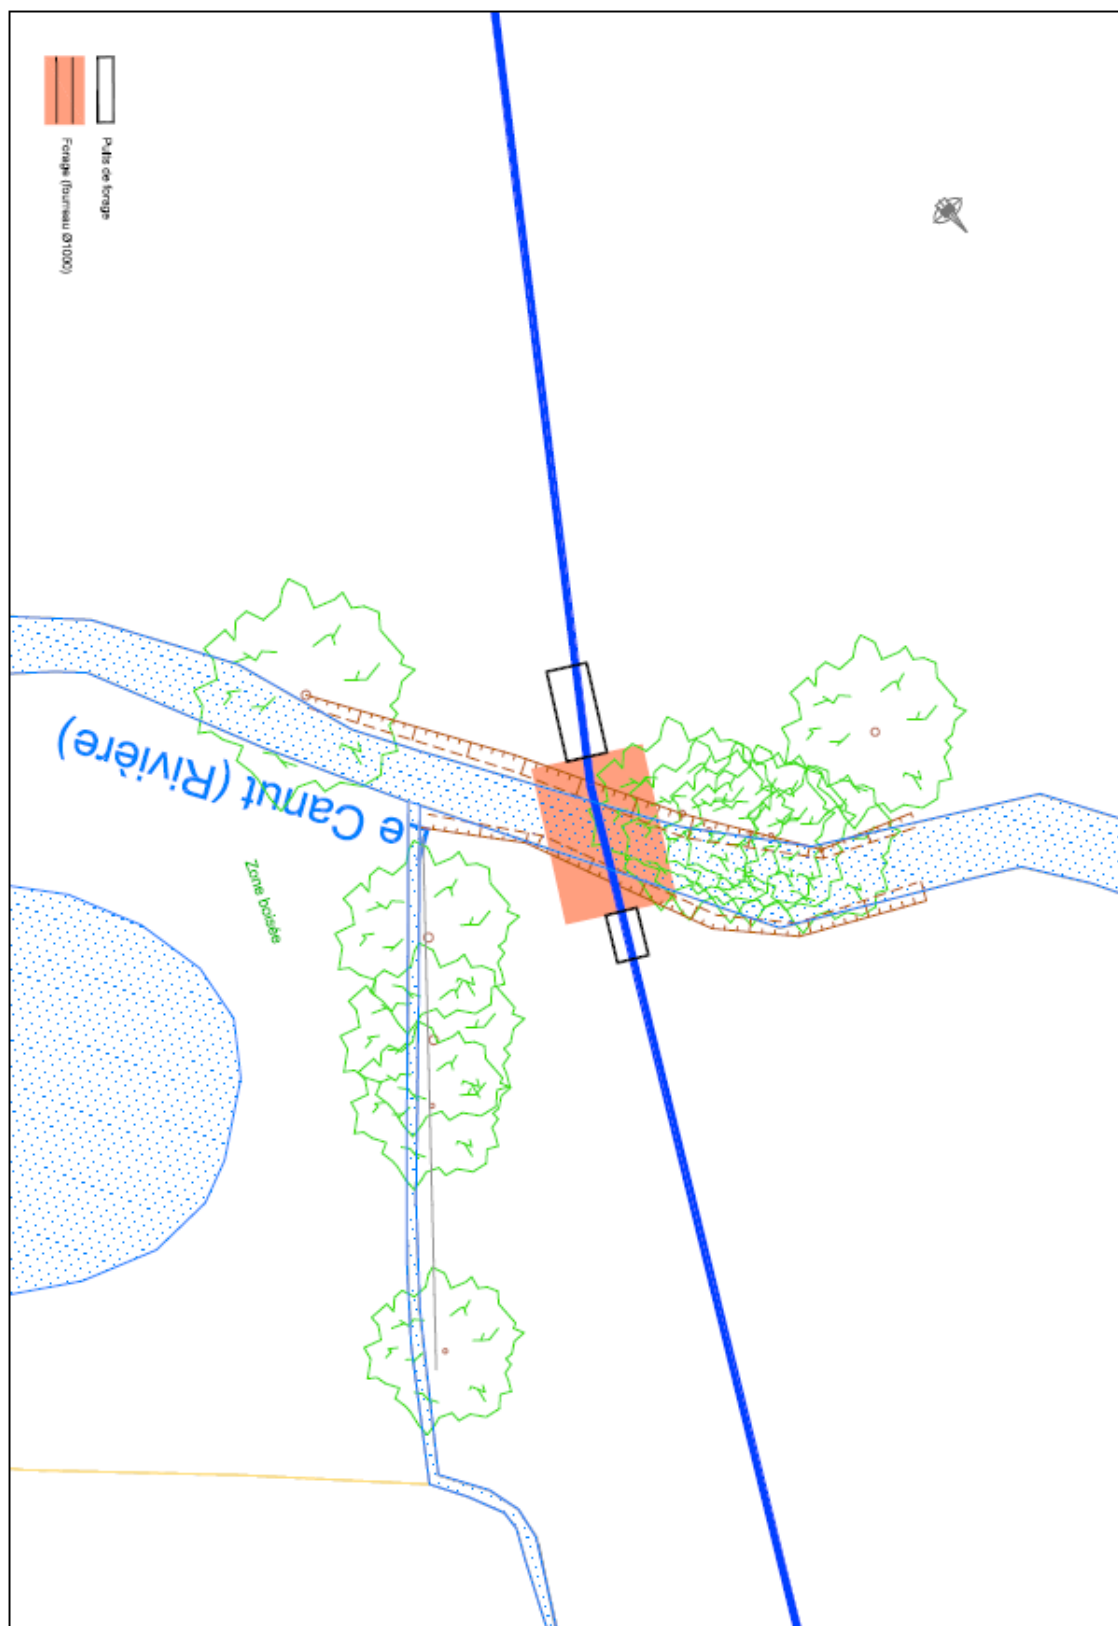 Puits de forage
Forage (fourreau Ø1000)
e Canut (Rivière)
Zone boisée